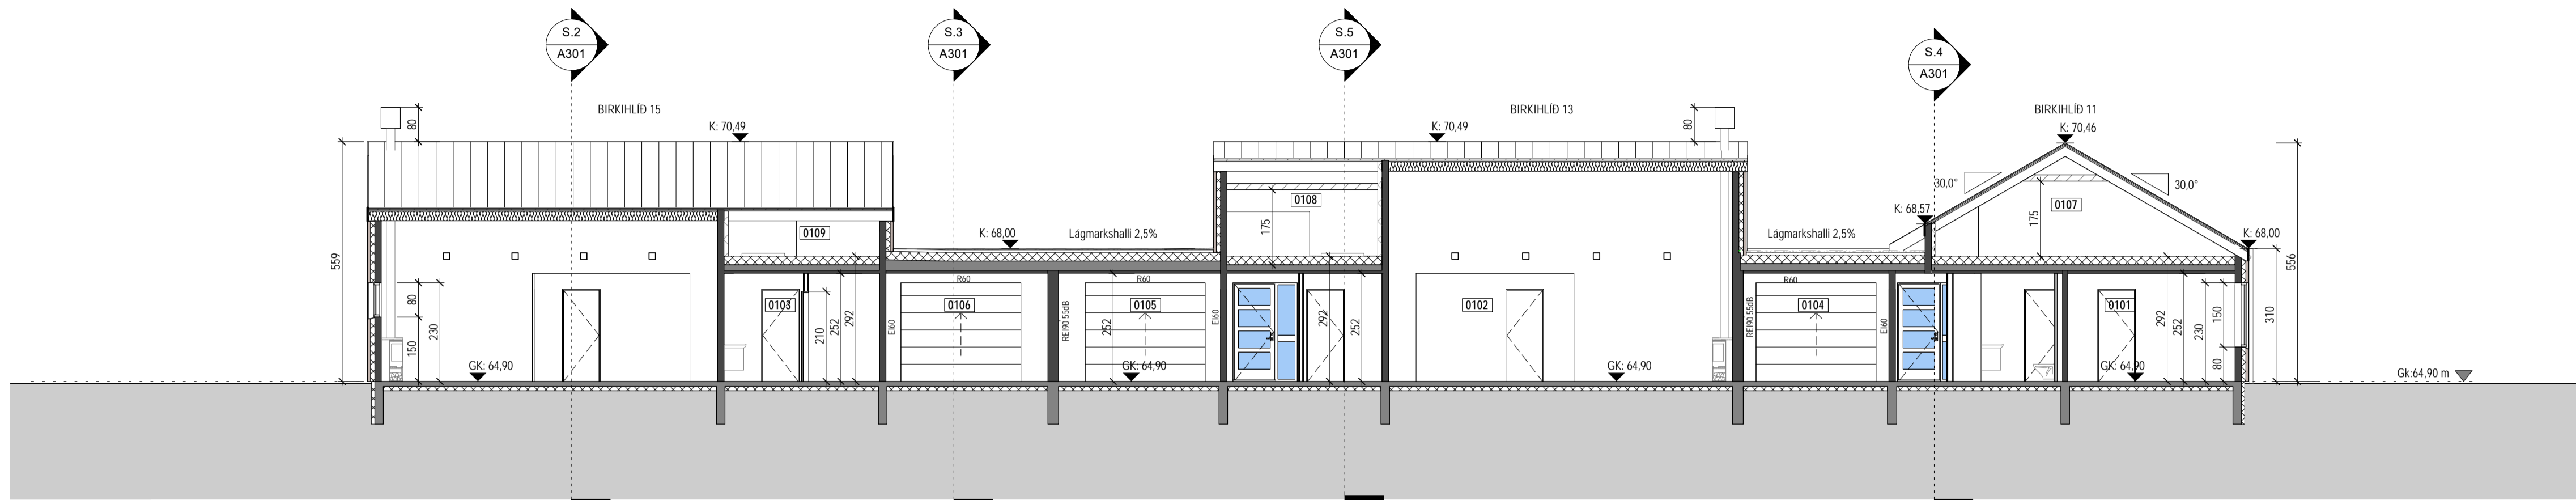 S.2
A301
S.3
A301
S.5
A301
S.4
A301
BIRKIHLÍÐ 15
BIRKIHLÍÐ 13
BIRKIHLÍÐ 11
80
K: 70,49
K: 70,49
80
K: 70,46
559
K: 68,00
Lágmarkshalli 2,5%
0109
0108
175
K: 68,57
Lágmarkshalli 2,5%
30,0°
30,0°
0107
175
K: 68,00
556
80
150
230
0103
210
252
292
EI60
R60
0106
REI90 55dB
252
R60
0105
EI60
292
252
0102
REI90 55dB
R60
0104
EI60
0101
292
252
230
150
80
310
GK: 64,90
GK: 64,90
GK: 64,90
GK: 64,90
Gk:64,90 m